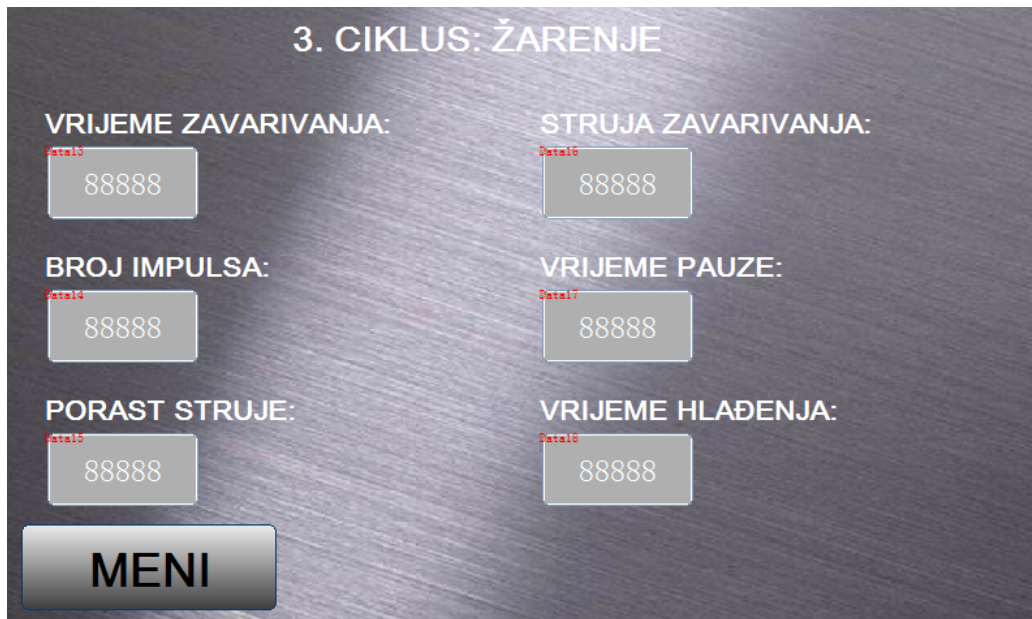 3. CIKLUS: ŽARENJE
VRIJEME ZAVARIVANJA:
Data13
88888
STRUJA ZAVARIVANJA:
Data16
88888
BROJ IMPULSA:
Data14
88888
VRIJEME PAUZE:
Data17
88888
PORAST STRUJE:
Data15
88888
VRIJEME HLAĐENJA:
Data18
88888
MENI